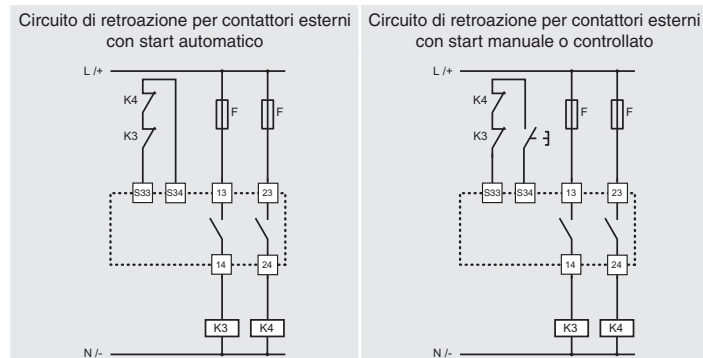 Circuito di retroazione per contattori esterni
con start automatico
L /+
K4
K3
F
F
S33
S34
13
23
14
24
K3
K4
N /-
Circuito di retroazione per contattori esterni
con start manuale o controllato
L /+
K4
K3
F
F
S33
S34
13
23
14
24
K3
K4
N /-